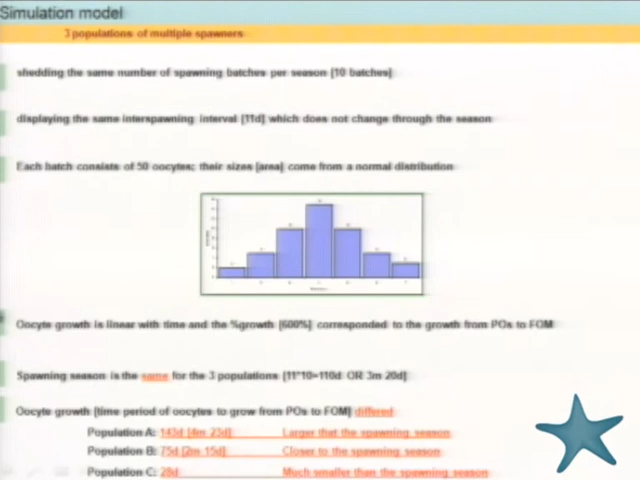 Simulation model
3 populations of multiple spawners
shedding the same number of spawning batches per season [10 batches]
displaying the same interspawning interval [11d] which does not change through the season
Each batch consists of 50 oocytes; their sizes [area] come from a normal distribution
Oocyte growth is linear with time and the %growth [600%] corresponded to the growth from POs to FOM
Spawning season is the same for the 3 populations [11*10=110d OR 3m 20d]
Oocyte growth [time period of oocytes to grow from POs to FOM] differed
Population A: 143d [4m 23d] Larger that the spawning season
Population B: 75d [2m 15d] Closer to the spawning season
Population C: 28d Much smaller than the spawning season